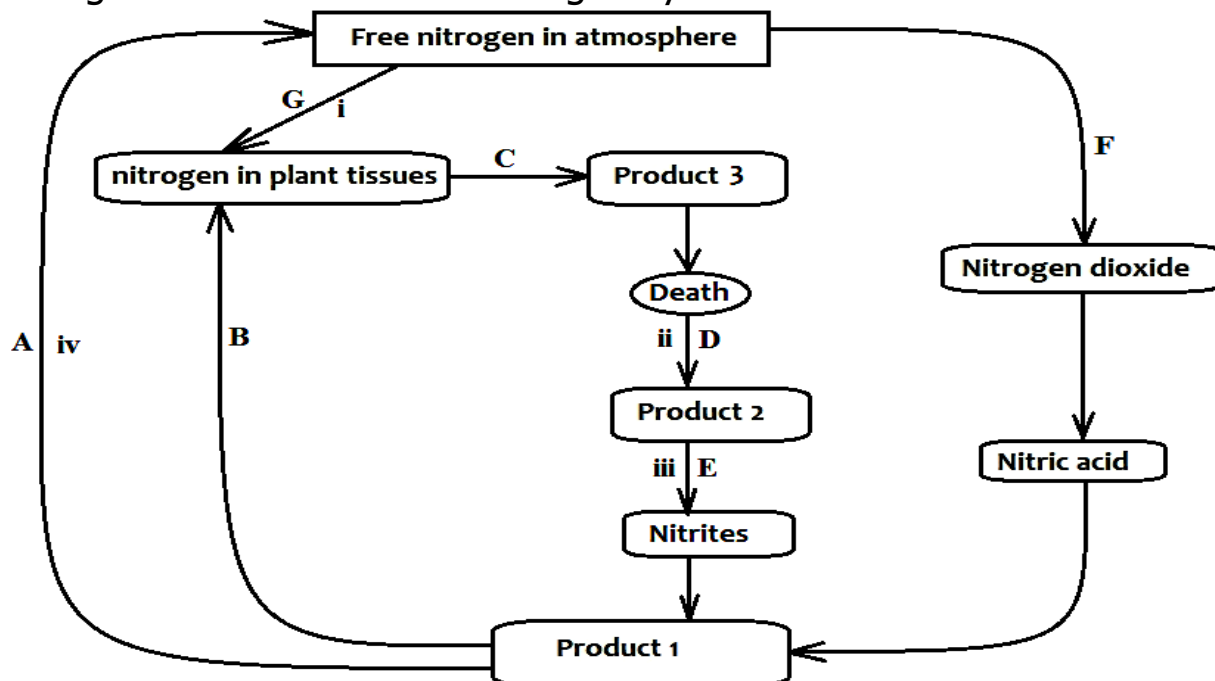 Free nitrogen in atmosphere
G i
nitrogen in plant tissues
C
Product 3
F
Nitrogen dioxide
Death
A iv
B
ii D
Product 2
Nitric acid
iii E
Nitrites
Product 1